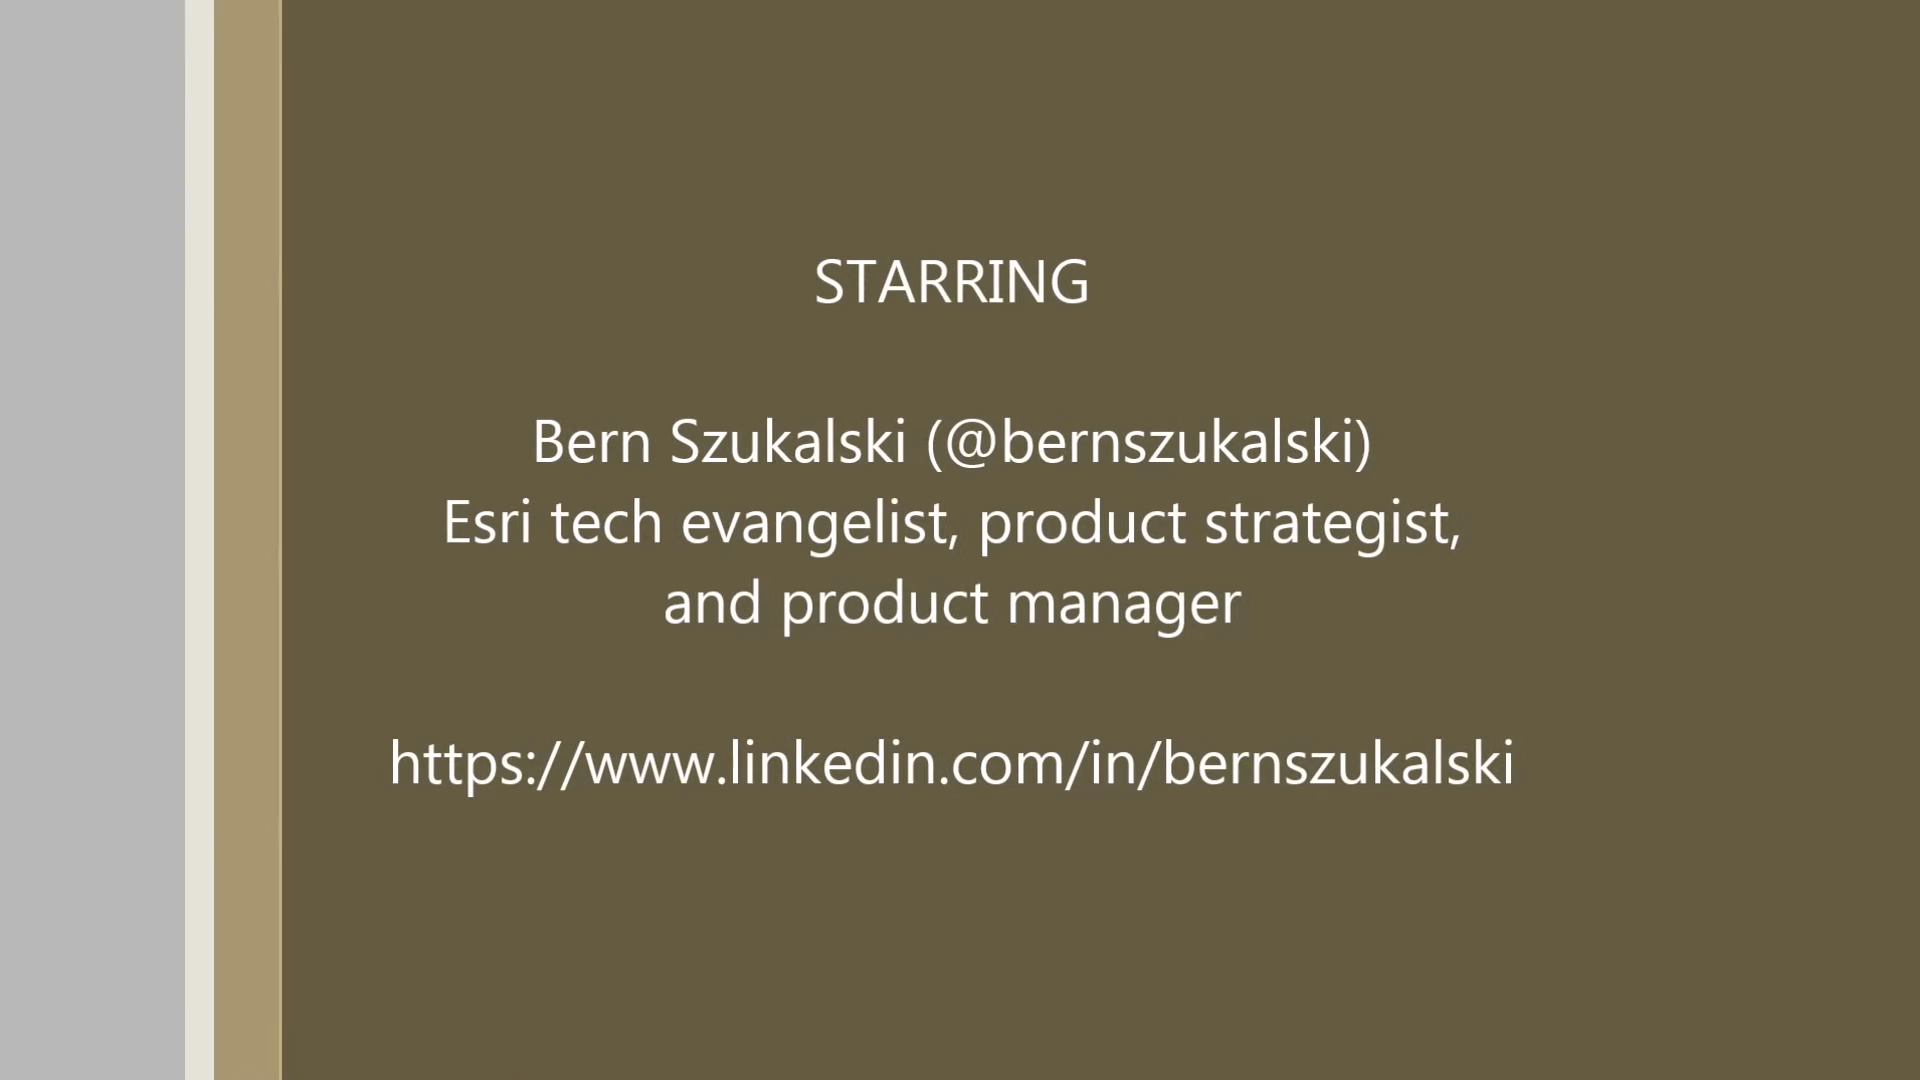 STARRING
Bern Szukalski (@bernszukalski)
Esri tech evangelist, product strategist,
and product manager
https://www.linkedin.com/in/bernszukalski